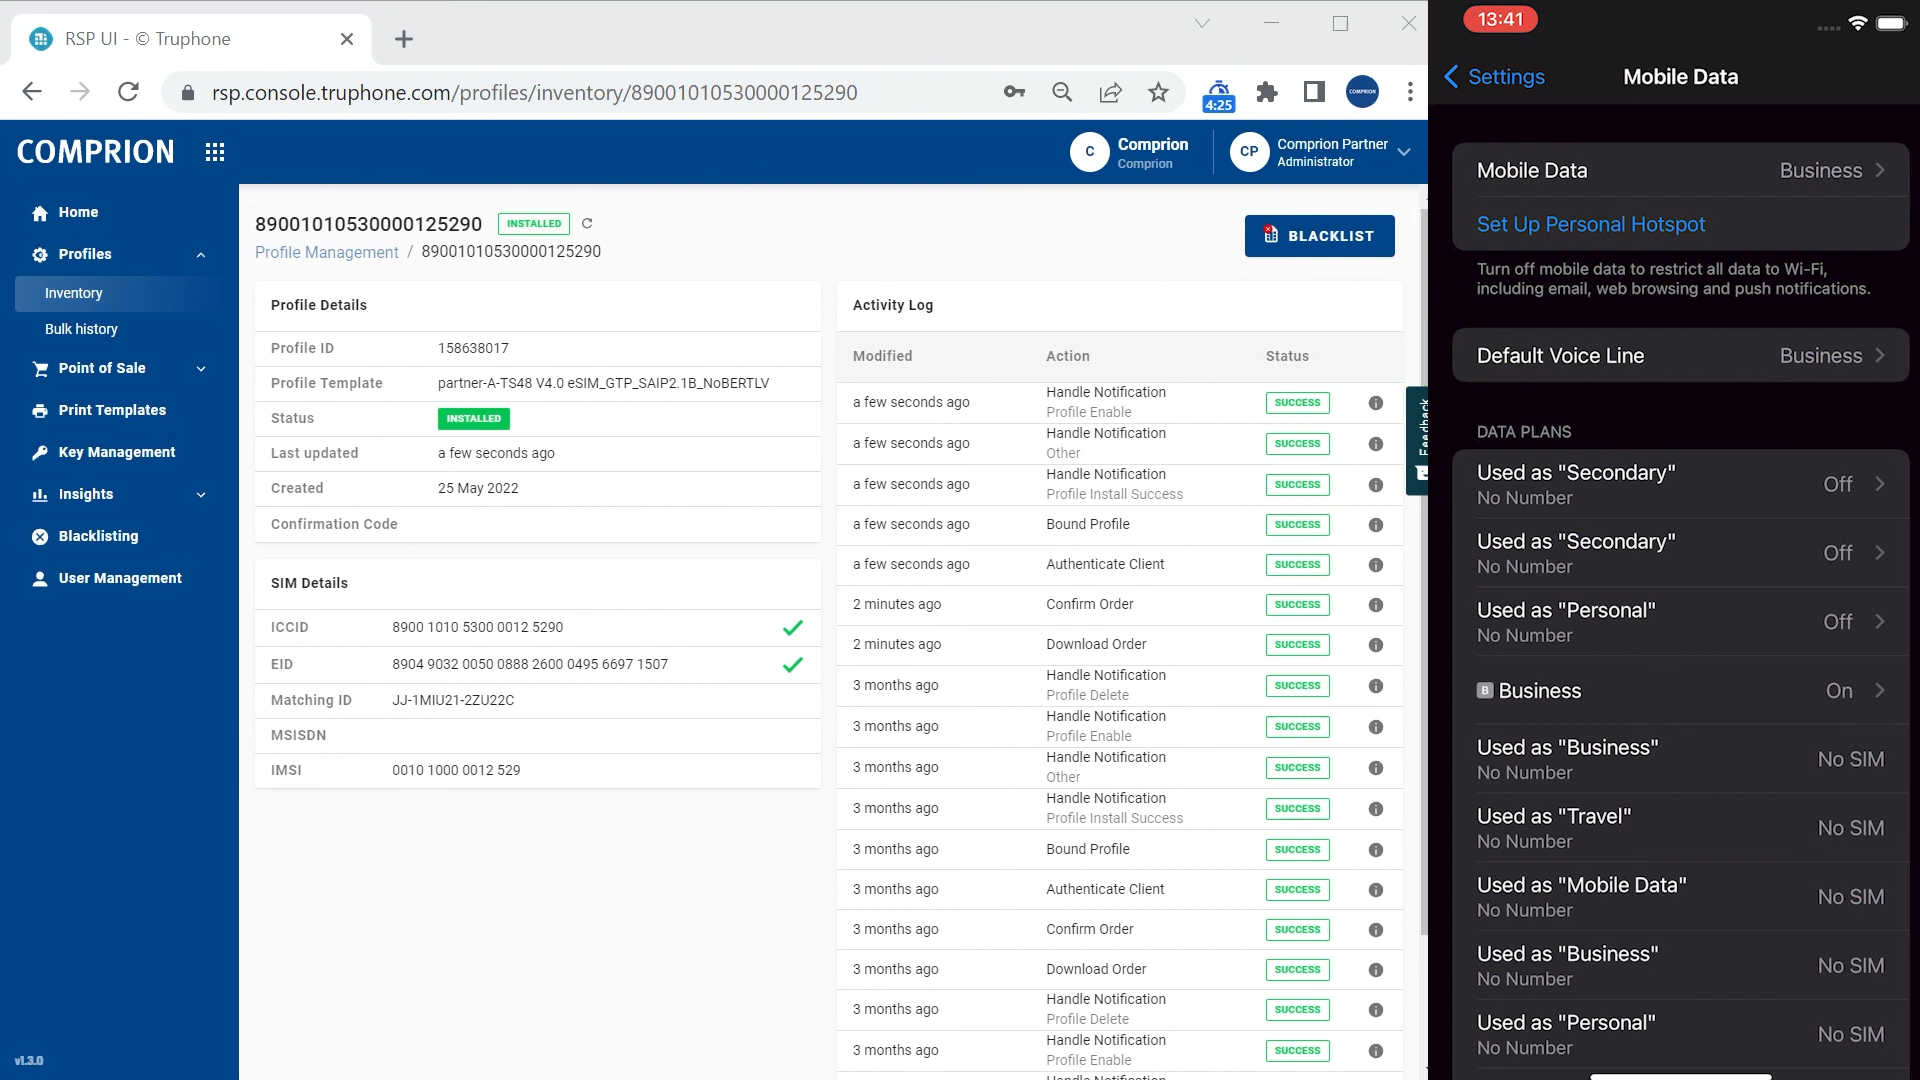 RSP UI - © Truphone
rsp.console.truphone.com/profiles/inventory/89001010530000125290
4:25
COMPRION
COMPRION
C
Comprion
Comprion
CP
Comprion Partner
Administrator
Home
Profiles
Inventory
Bulk history
Point of Sale
Print Templates
Key Management
Insights
Blacklisting
User Management
v1.3.0
89001010530000125290 INSTALLED
Profile Management / 89001010530000125290
BLACKLIST
Profile Details
Profile ID 158638017
Profile Template partner-A-TS48 V4.0 eSIM_GTP_SAIP2.1B_NoBERTLV
Status INSTALLED
Last updated a few seconds ago
Created 25 May 2022
Confirmation Code
SIM Details
ICCID 8900 1010 5300 0012 5290
EID 8904 9032 0050 0888 2600 0495 6697 1507
Matching ID JJ-1MIU21-2ZU22C
MSISDN
IMSI 0010 1000 0012 529
Activity Log
Modified Action Status
a few seconds ago Handle Notification SUCCESS
Profile Enable
a few seconds ago Handle Notification SUCCESS
Other
a few seconds ago Handle Notification SUCCESS
Profile Install Success
a few seconds ago Bound Profile SUCCESS
a few seconds ago Authenticate Client SUCCESS
2 minutes ago Confirm Order SUCCESS
2 minutes ago Download Order SUCCESS
3 months ago Handle Notification SUCCESS
Profile Delete
3 months ago Handle Notification SUCCESS
Profile Enable
3 months ago Handle Notification SUCCESS
Other
3 months ago Handle Notification SUCCESS
Profile Install Success
3 months ago Bound Profile SUCCESS
3 months ago Authenticate Client SUCCESS
3 months ago Confirm Order SUCCESS
3 months ago Download Order SUCCESS
3 months ago Handle Notification SUCCESS
Profile Delete
3 months ago Handle Notification SUCCESS
Profile Enable
Handle Notification
Feedback
13:41
Settings
Mobile Data
Mobile Data Business
Set Up Personal Hotspot
Turn off mobile data to restrict all data to Wi-Fi,
including email, web browsing and push notifications.
Default Voice Line Business
DATA PLANS
Used as "Secondary" Off
No Number
Used as "Secondary" Off
No Number
Used as "Personal" Off
No Number
B Business On
Used as "Business" No SIM
No Number
Used as "Travel" No SIM
No Number
Used as "Mobile Data" No SIM
No Number
Used as "Business" No SIM
No Number
Used as "Personal" No SIM
No Number